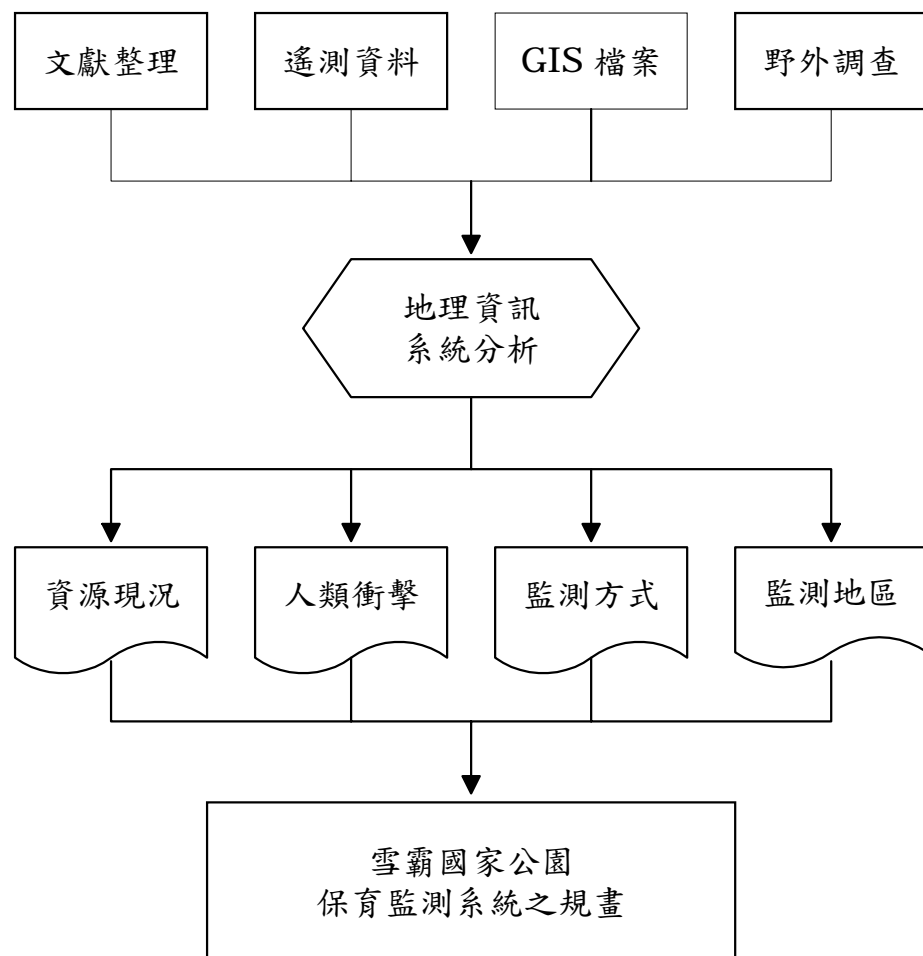 文獻整理
遙測資料
GIS 檔案
野外調查
地理資訊
系統分析
資源現況
人類衝擊
監測方式
監測地區
雪霸國家公園
保育監測系統之規畫